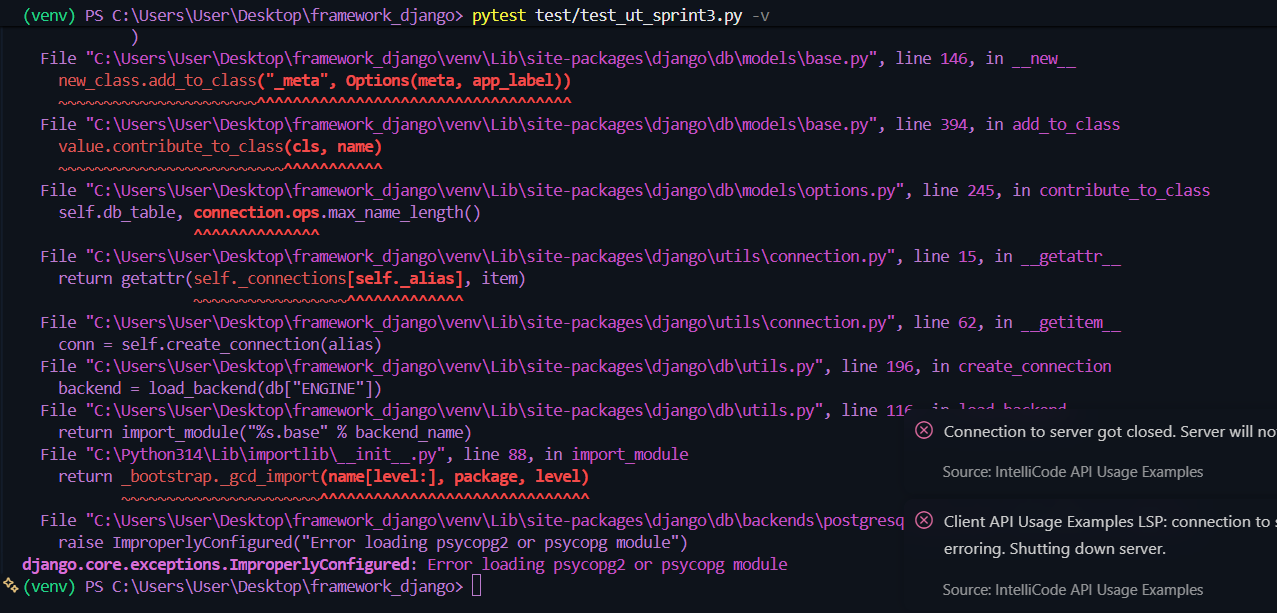 (venv) PS C:\Users\User\Desktop\framework_django> pytest test/test_ut_sprint3.py -v
)
File "C:\Users\User\Desktop\framework_django\venv\Lib\site-packages\django\db\models\base.py", line 146, in __new__
new_class.add_to_class("_meta", Options(meta, app_label))
~~~~~~~~~~~~~~~~~~~~~~^^^^^^^^^^^^^^^^^^^^^^^^^^^^^^^^^^^
File "C:\Users\User\Desktop\framework_django\venv\Lib\site-packages\django\db\models\base.py", line 394, in add_to_class
value.contribute_to_class(cls, name)
~~~~~~~~~~~~~~~~~~~~~~~~~^^^^^^^^^^^
File "C:\Users\User\Desktop\framework_django\venv\Lib\site-packages\django\db\models\options.py", line 245, in contribute_to_class
self.db_table, connection.ops.max_name_length()
^^^^^^^^^^^^^^
File "C:\Users\User\Desktop\framework_django\venv\Lib\site-packages\django\utils\connection.py", line 15, in __getattr__
return getattr(self._connections[self._alias], item)
~~~~~~~~~~~~~~~~~^^^^^^^^^^^^^
File "C:\Users\User\Desktop\framework_django\venv\Lib\site-packages\django\utils\connection.py", line 62, in __getitem__
conn = self.create_connection(alias)
File "C:\Users\User\Desktop\framework_django\venv\Lib\site-packages\django\db\utils.py", line 196, in create_connection
backend = load_backend(db["ENGINE"])
File "C:\Users\User\Desktop\framework_django\venv\Lib\site-packages\django\db\utils.py", line 116, in load_backend
return import_module("%s.base" % backend_name)
File "C:\Python314\Lib\importlib\__init__.py", line 88, in import_module
return _bootstrap._gcd_import(name[level:], package, level)
~~~~~~~~~~~~~~~~~~~~~~^^^^^^^^^^^^^^^^^^^^^^^^^^^^^^
File "C:\Users\User\Desktop\framework_django\venv\Lib\site-packages\django\db\backends\postgresq
raise ImproperlyConfigured("Error loading psycopg2 or psycopg module")
django.core.exceptions.ImproperlyConfigured: Error loading psycopg2 or psycopg module
(venv) PS C:\Users\User\Desktop\framework_django>
Connection to server got closed. Server will no
Source: IntelliCode API Usage Examples
Client API Usage Examples LSP: connection to s
erroring. Shutting down server.
Source: IntelliCode API Usage Examples